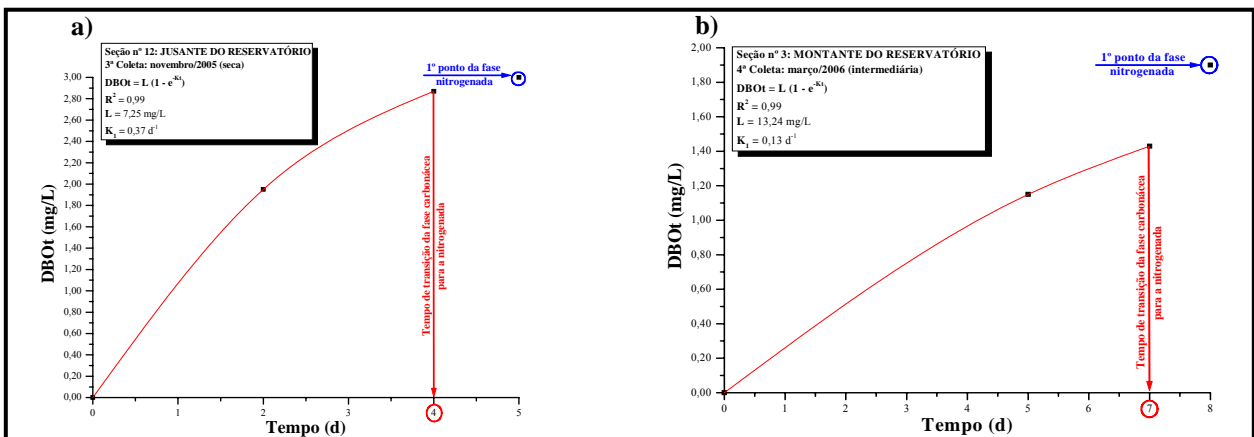 a)
Seção nº 12: JUSANTE DO RESERVATÓRIO
3ª Coleta: novembro/2005 (seca)
DBOt = L (1 - e^-Kt)
R² = 0,99
L = 7,25 mg/L
K₁ = 0,37 d⁻¹
1º ponto da fase
nitrogenada
3,00
2,80
2,60
2,40
2,20
2,00
1,80
1,60
1,40
1,20
1,00
0,80
0,60
0,40
0,20
0,00
DBOt (mg/L)
Tempo de transição da fase carbonácea
para a nitrogenada
0 1 2 3 4 5
Tempo (d)
b)
Seção nº 3: MONTANTE DO RESERVATÓRIO
4ª Coleta: março/2006 (intermediária)
DBOt = L (1 - e^-Kt)
R² = 0,99
L = 13,24 mg/L
K₁ = 0,13 d⁻¹
1º ponto da fase
nitrogenada
2,00
1,80
1,60
1,40
1,20
1,00
0,80
0,60
0,40
0,20
0,00
DBOt (mg/L)
Tempo de transição da fase carbonácea
para a nitrogenada
0 1 2 3 4 5 6 7 8
Tempo (d)